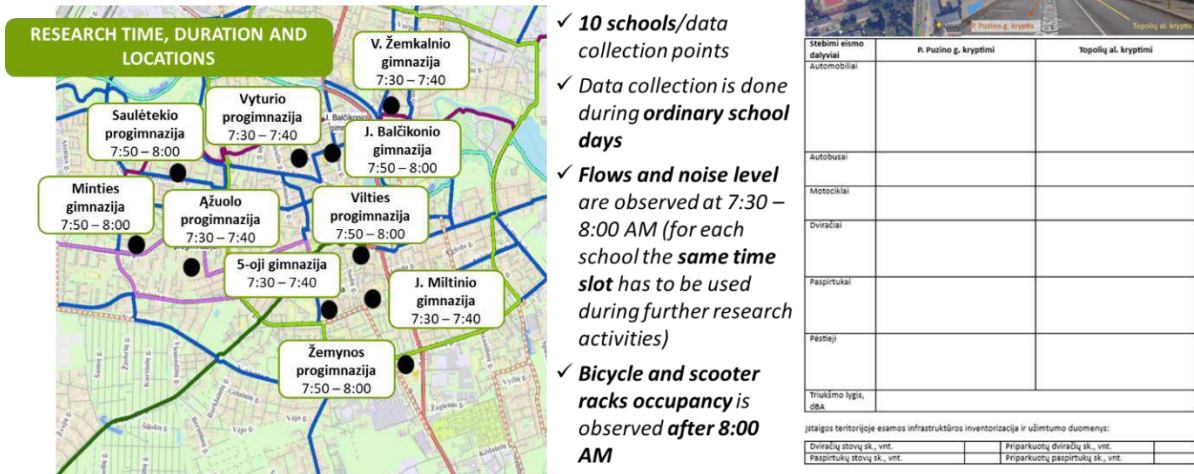 RESEARCH TIME, DURATION AND
LOCATIONS
V. Žemkalnio
gimnazija
7:30 – 7:40
Vyturio
progimnazija
7:30 – 7:40
Saulėtekio
progimnazija
7:50 – 8:00
J. Balčikonio
J. Balčikonio
gimnazija
7:50 – 8:00
Minties
gimnazija
7:50 – 8:00
Ąžuolo
progimnazija
7:30 – 7:40
Vilties
progimnazija
7:50 – 8:00
5-oji gimnazija
7:30 – 7:40
J. Miltinio
gimnazija
7:30 – 7:40
Žemynos
progimnazija
7:50 – 8:00
✓ 10 schools/data
collection points
✓ Data collection is done
during ordinary school
days
✓ Flows and noise level
are observed at 7:30 –
8:00 AM (for each
school the same time
slot has to be used
during further research
activities)
✓ Bicycle and scooter
racks occupancy is
observed after 8:00
AM
P. Puzino g. kryptis
Topolių al. kryptis
Stebimi eismo
dalyviai
P. Puzino g. kryptimi
Topolių al. kryptimi
Automobiliai
Autobusai
Motociklai
Dviračiai
Paspirtukai
Pėstieji
Triukšmo lygis,
dBA
Įstaigos teritorijoje esamos infrastruktūros inventorizacija ir užimtumo duomenys:
Dviračių stovų sk., vnt.
Priparkuotų dviračių sk., vnt.
Paspirtukų stovų sk., vnt.
Priparkuotų paspirtukų sk., vnt.